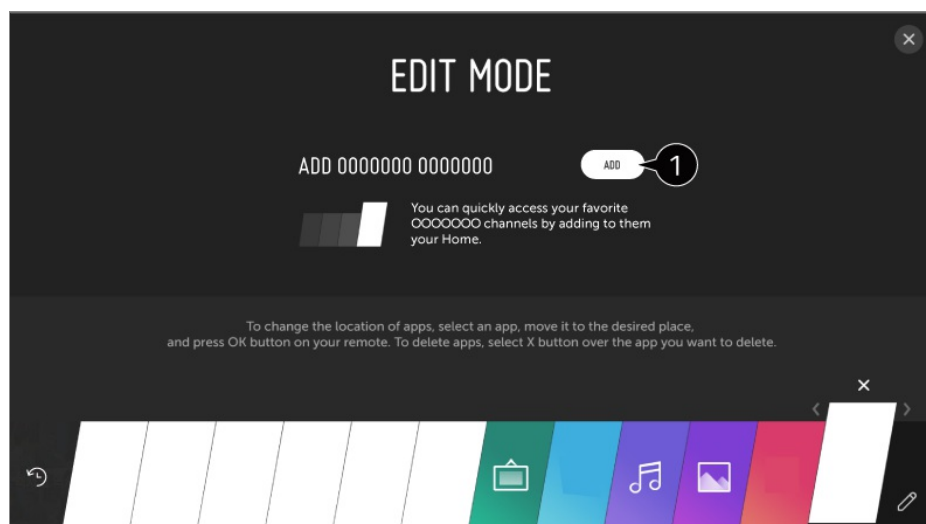 EDIT MODE
ADD OOOOOOO OOOOOOO
ADD
1
You can quickly access your favorite
OOOOOOO channels by adding to them
your Home.
To change the location of apps, select an app, move it to the desired place,
and press OK button on your remote. To delete apps, select X button over the app you want to delete.